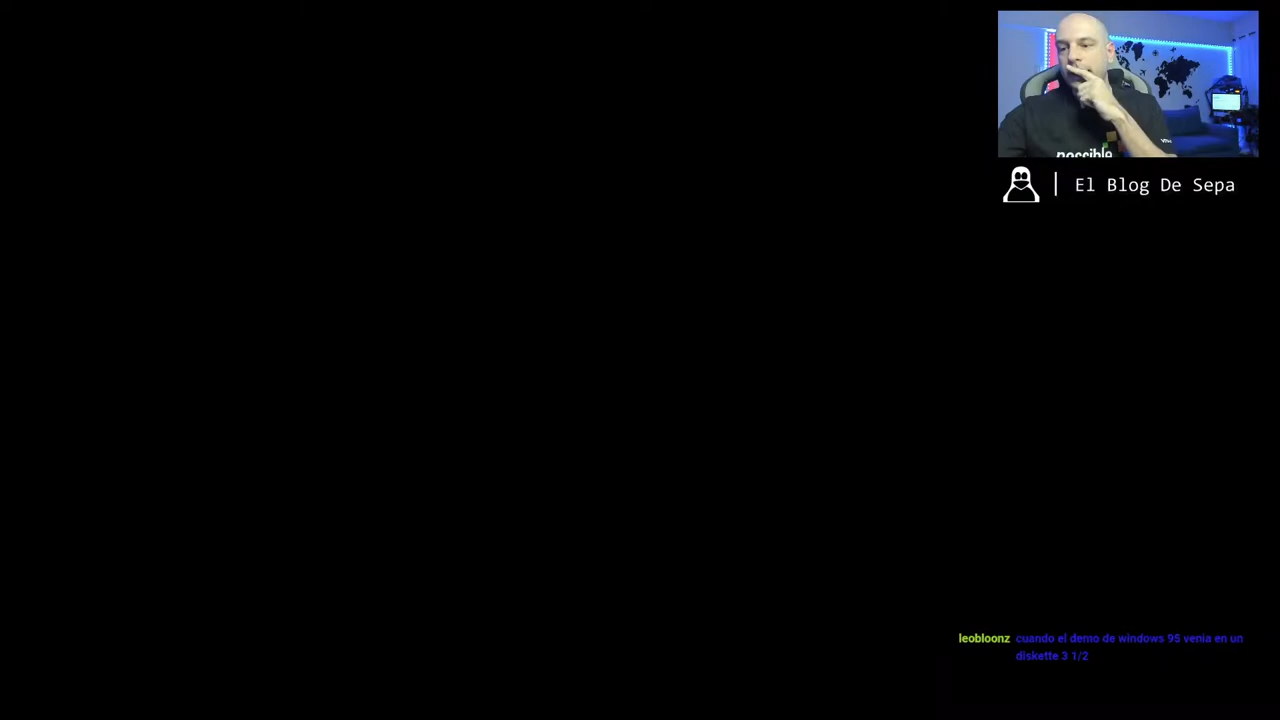 possible
El Blog De Sepa
leobloonz cuando el demo de windows 95 venia en un
diskette 3 1/2